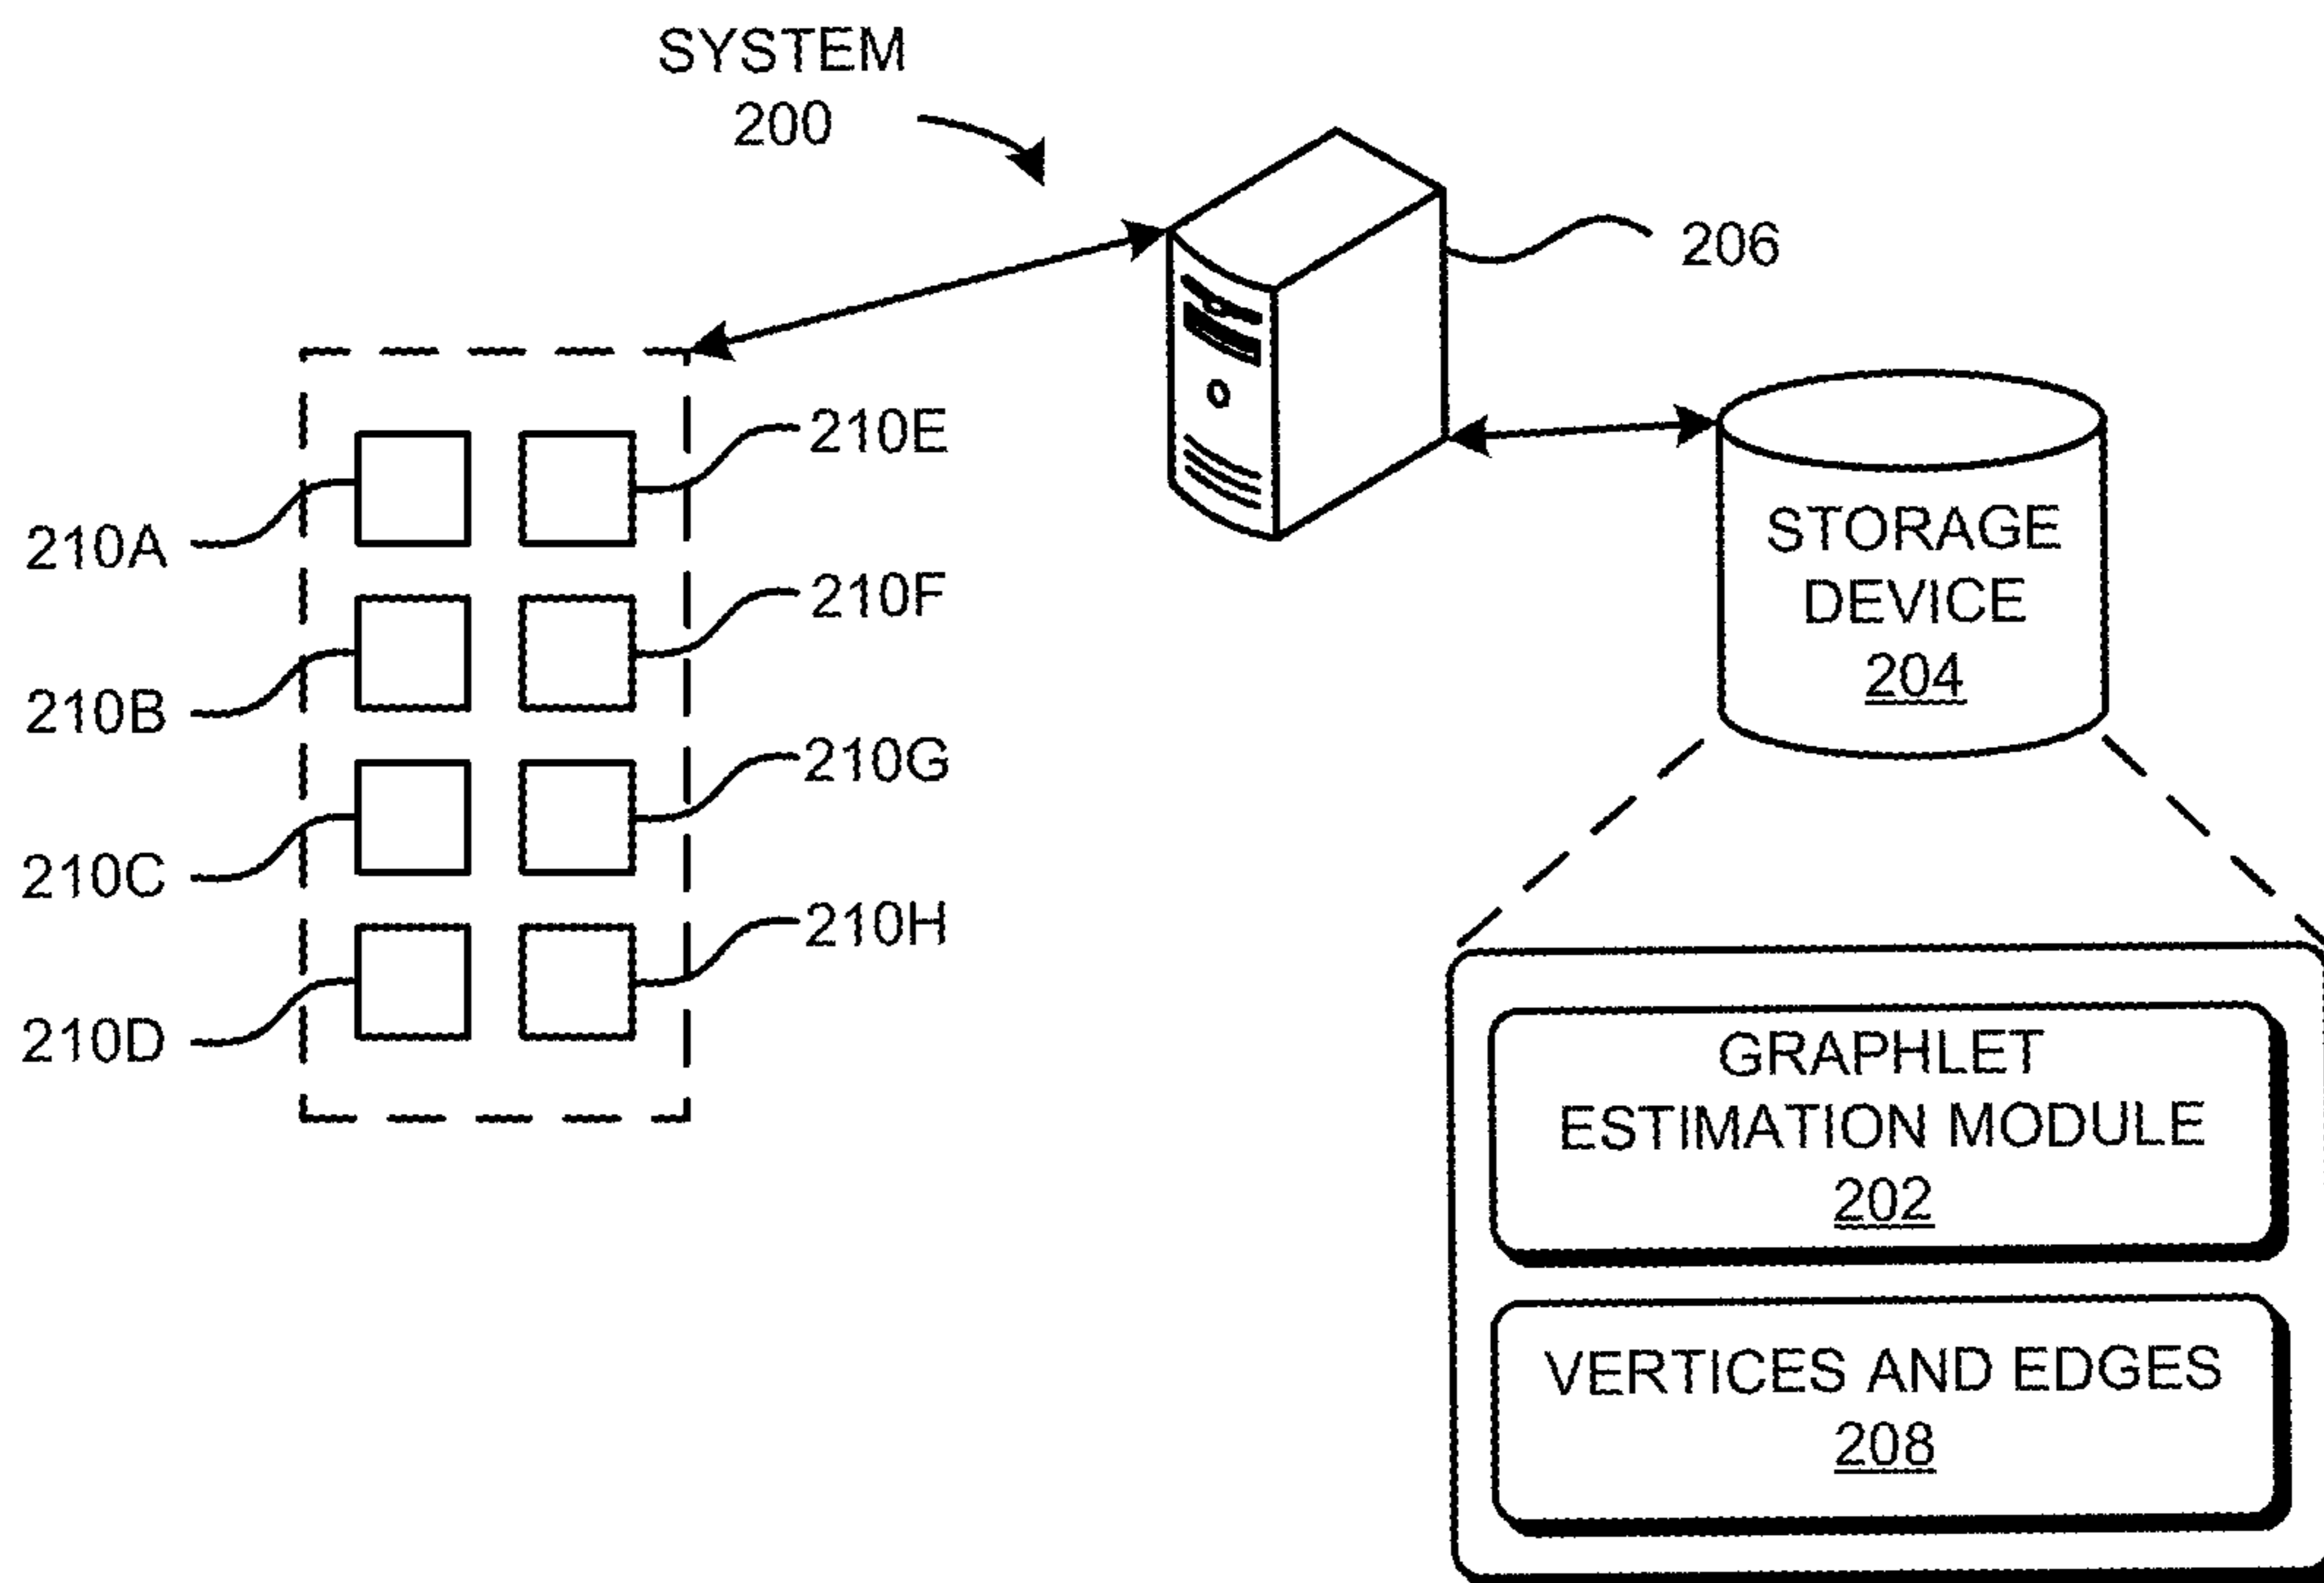 SYSTEM
200
206
210E
210A
210F
210B
210G
210C
210H
210D
STORAGE
DEVICE
204
GRAPHLET
ESTIMATION MODULE
202
VERTICES AND EDGES
208